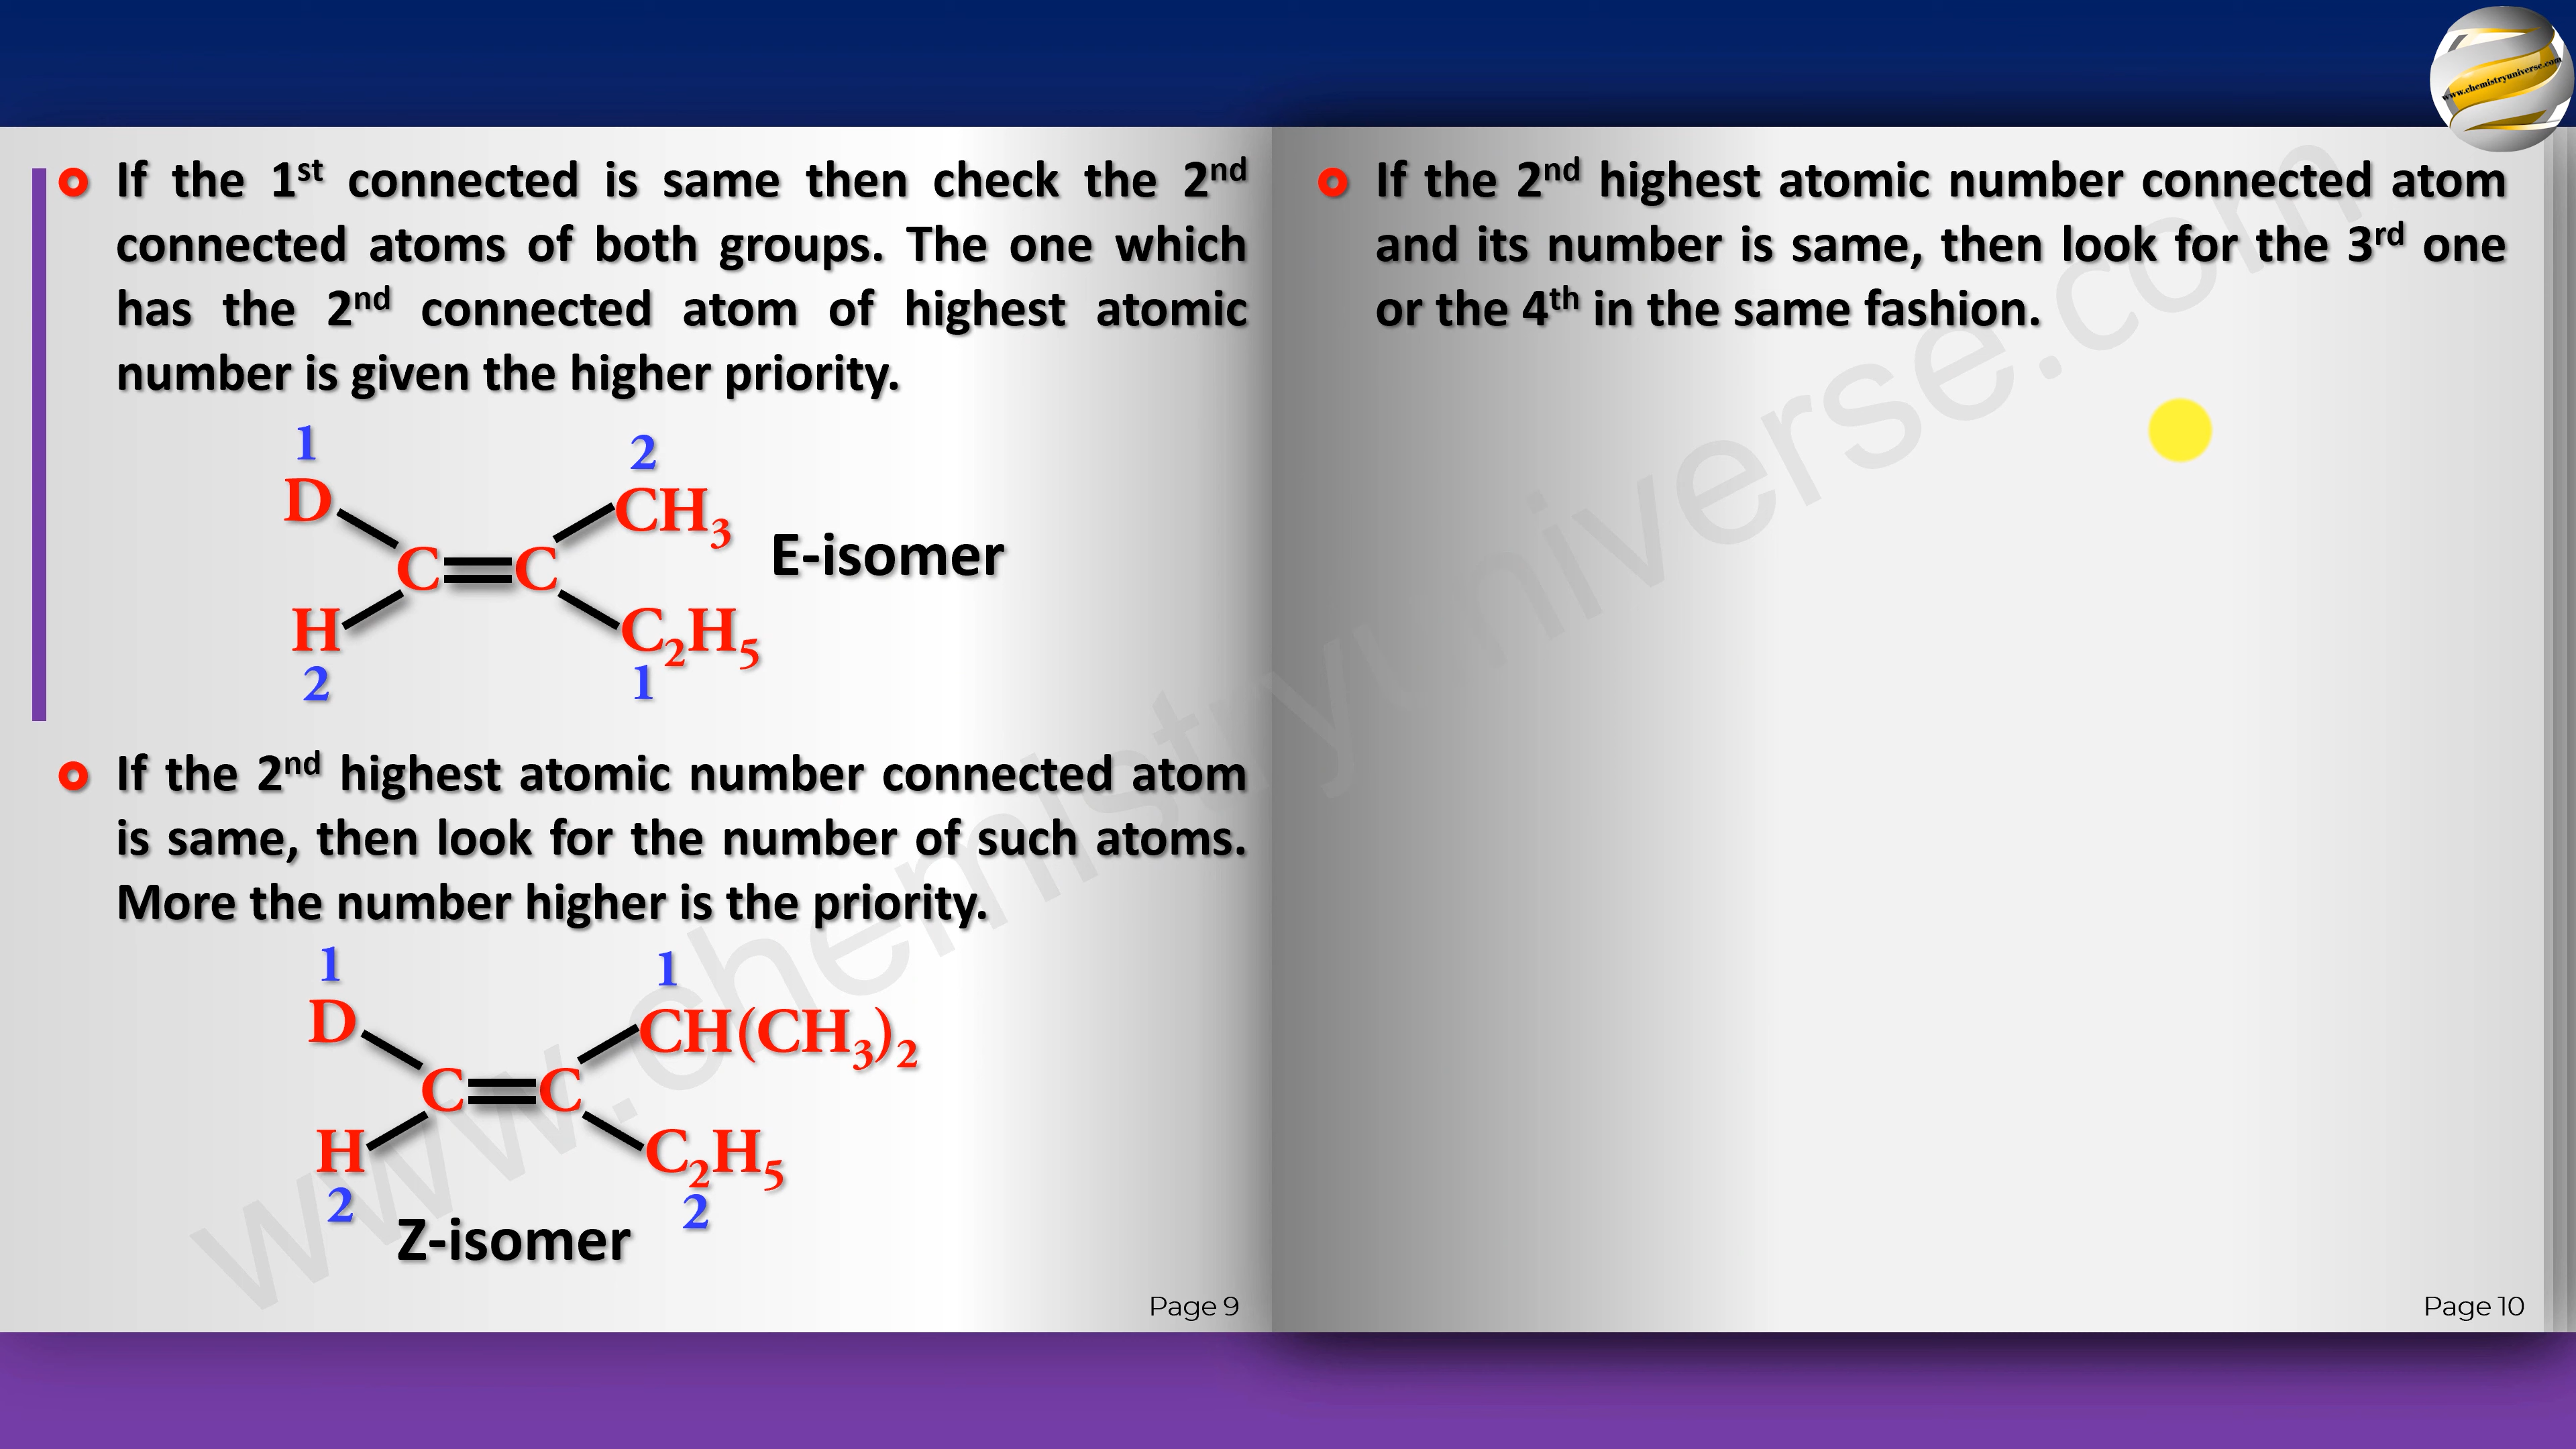 www.chemistryuniverse.com
If the 1st connected is same then check the 2nd
connected atoms of both groups. The one which
has the 2nd connected atom of highest atomic
number is given the higher priority.
1
2
D
CH3
C=C
E-isomer
H
C2H5
2
1
If the 2nd highest atomic number connected atom
is same, then look for the number of such atoms.
More the number higher is the priority.
1
1
D
CH(CH3)2
C=C
H
C2H5
2
2
Z-isomer
Page 9
If the 2nd highest atomic number connected atom
and its number is same, then look for the 3rd one
or the 4th in the same fashion.
Page 10
www.chemistryuniverse.com